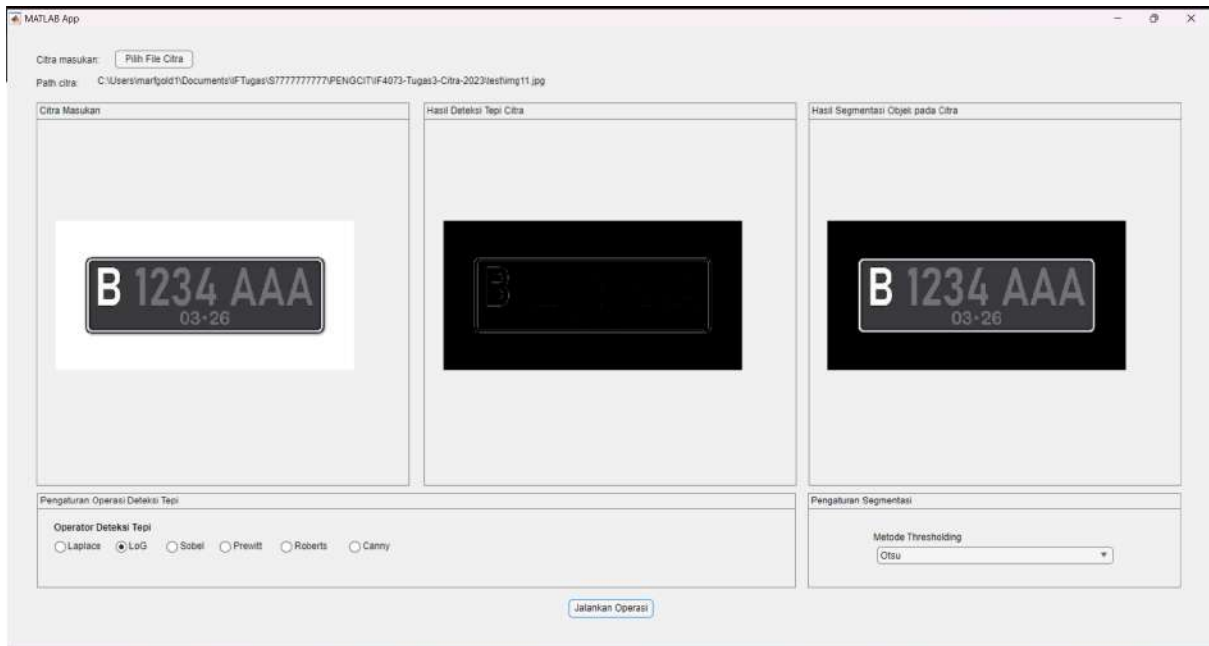 MATLAB App
Citra masukan: Pilih File Citra
Path citra: C:\Users\marfgold1\Documents\IFTugas\S7777777777\PENGCIT\IF4073-Tugas3-Citra-2023\test\img11.jpg
Citra Masukan
B 1234 AAA
03•26
Hasil Deteksi Tepi Citra
B
Hasil Segmentasi Objek pada Citra
B 1234 AAA
03•26
Pengaturan Operasi Deteksi Tepi
Operator Deteksi Tepi
Laplace LoG Sobel Prewitt Roberts Canny
Pengaturan Segmentasi
Metode Thresholding
Otsu
Jalankan Operasi